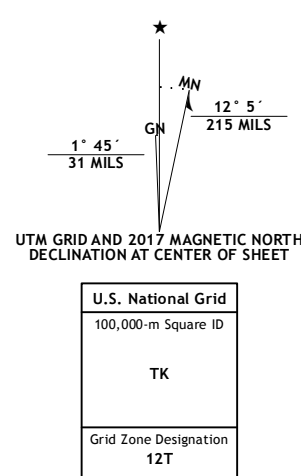 ★
MN
GN
12° 5´
215 MILS
1° 45´
31 MILS
UTM GRID AND 2017 MAGNETIC NORTH
DECLINATION AT CENTER OF SHEET
U.S. National Grid
100,000-m Square ID
TK
Grid Zone Designation
12T